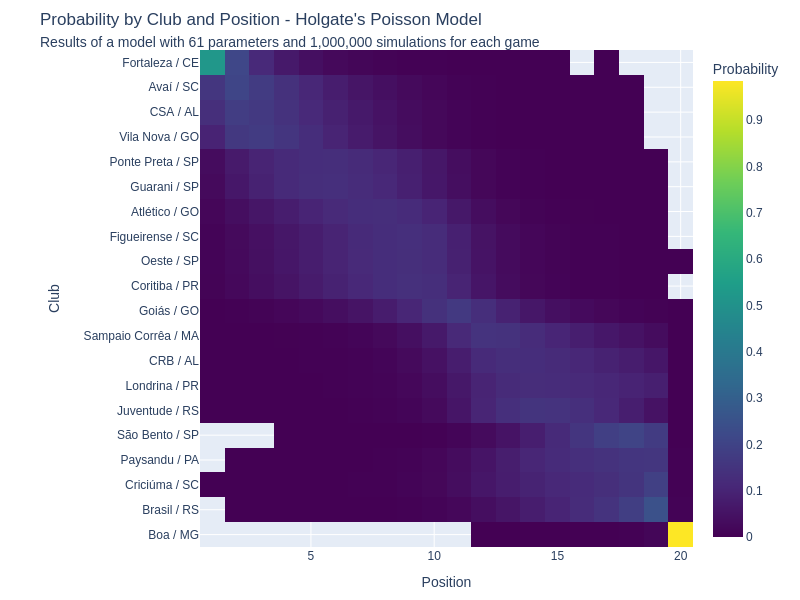 Probability by Club and Position - Holgate's Poisson Model
Results of a model with 61 parameters and 1,000,000 simulations for each game
Probability
Club
Fortaleza / CE
Avaí / SC
CSA / AL
Vila Nova / GO
Ponte Preta / SP
Guarani / SP
Atlético / GO
Figueirense / SC
Oeste / SP
Coritiba / PR
Goiás / GO
Sampaio Corrêa / MA
CRB / AL
Londrina / PR
Juventude / RS
São Bento / SP
Paysandu / PA
Criciúma / SC
Brasil / RS
Boa / MG
0.9
0.8
0.7
0.6
0.5
0.4
0.3
0.2
0.1
0
5 10 15 20
Position